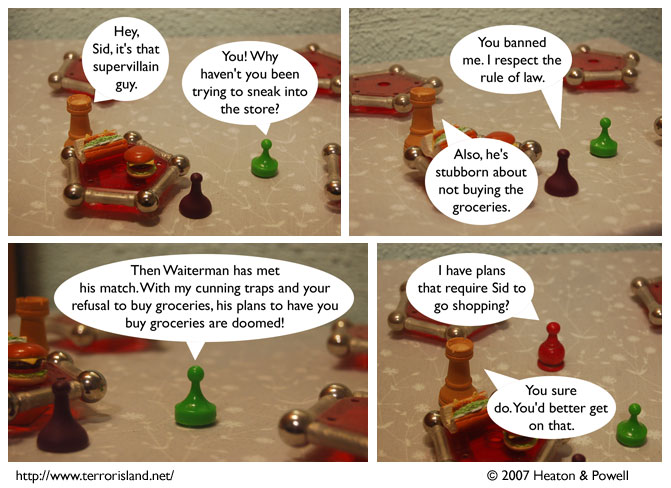 Hey,
Sid, it's that
supervillain
guy.
You! Why
haven't you been
trying to sneak into
the store?
You banned
me. I respect the
rule of law.
Also, he's
stubborn about
not buying the
groceries.
Then Waiterman has met
his match. With my cunning traps and your
refusal to buy groceries, his plans to have you
buy groceries are doomed!
I have plans
that require Sid to
go shopping?
You sure
do. You'd better get
on that.
http://www.terrorisland.net/
© 2007 Heaton & Powell